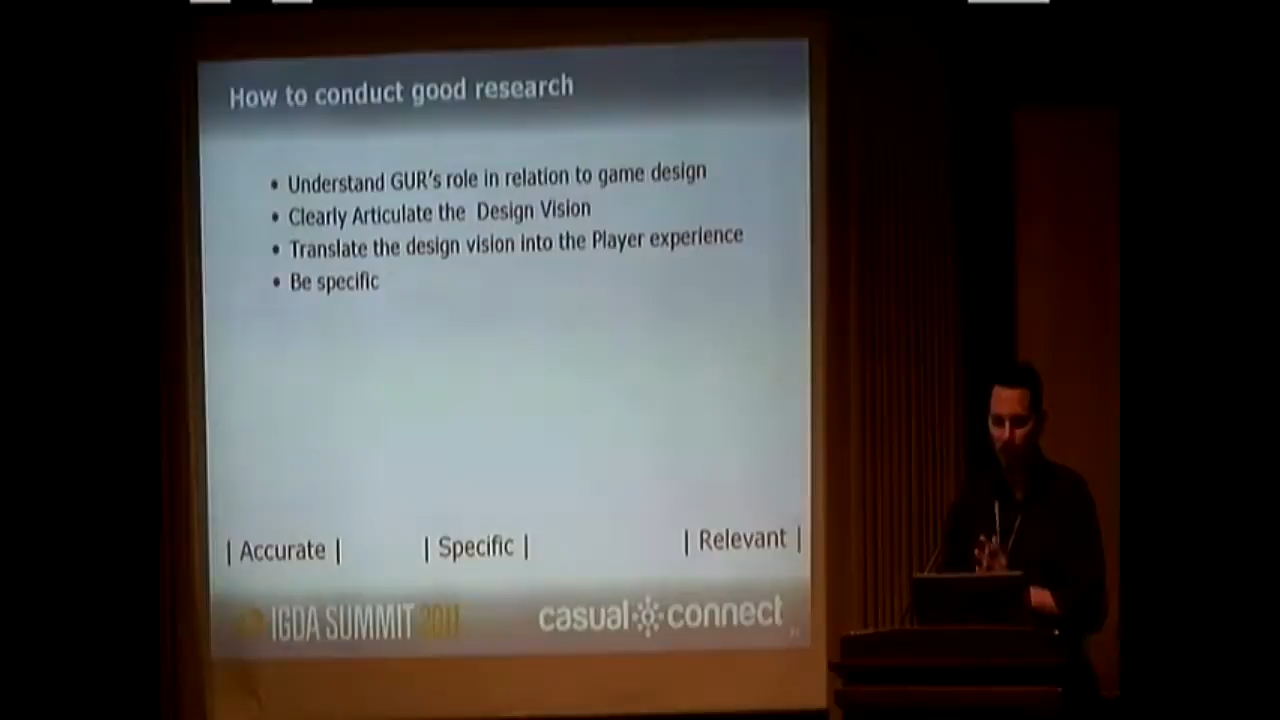 How to conduct good research
• Understand GUR's role in relation to game design
• Clearly Articulate the Design Vision
• Translate the design vision into the Player experience
• Be specific
| Accurate | | Specific | | Relevant |
IGDA SUMMIT 2011 casual connect